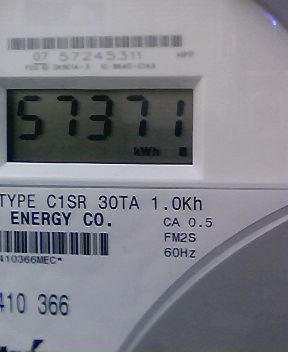 07 57245311 HPP
57371
kWh
TYPE C1SR 30TA 1.0Kh
ENERGY CO. CA 0.5
FM2S
410366MEC* 60Hz
410 366